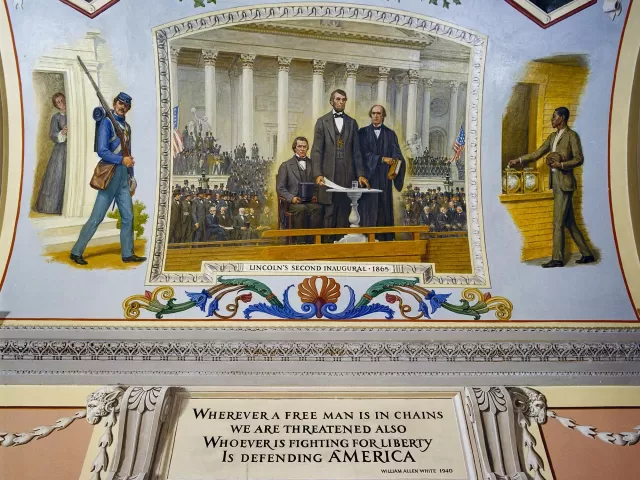 LINCOLN'S SECOND INAUGURAL • 1865
WHEREVER A FREE MAN IS IN CHAINS
WE ARE THREATENED ALSO
WHOEVER IS FIGHTING FOR LIBERTY
IS DEFENDING AMERICA
WILLIAM ALLEN WHITE 1940